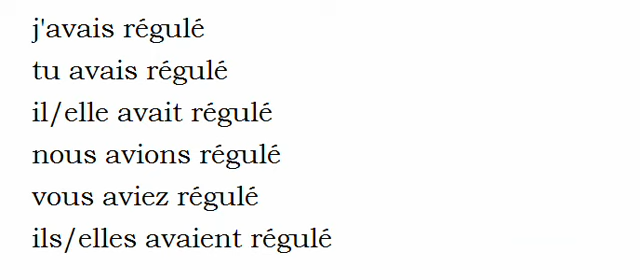 j'avais régulé
tu avais régulé
il/elle avait régulé
nous avions régulé
vous aviez régulé
ils/elles avaient régulé